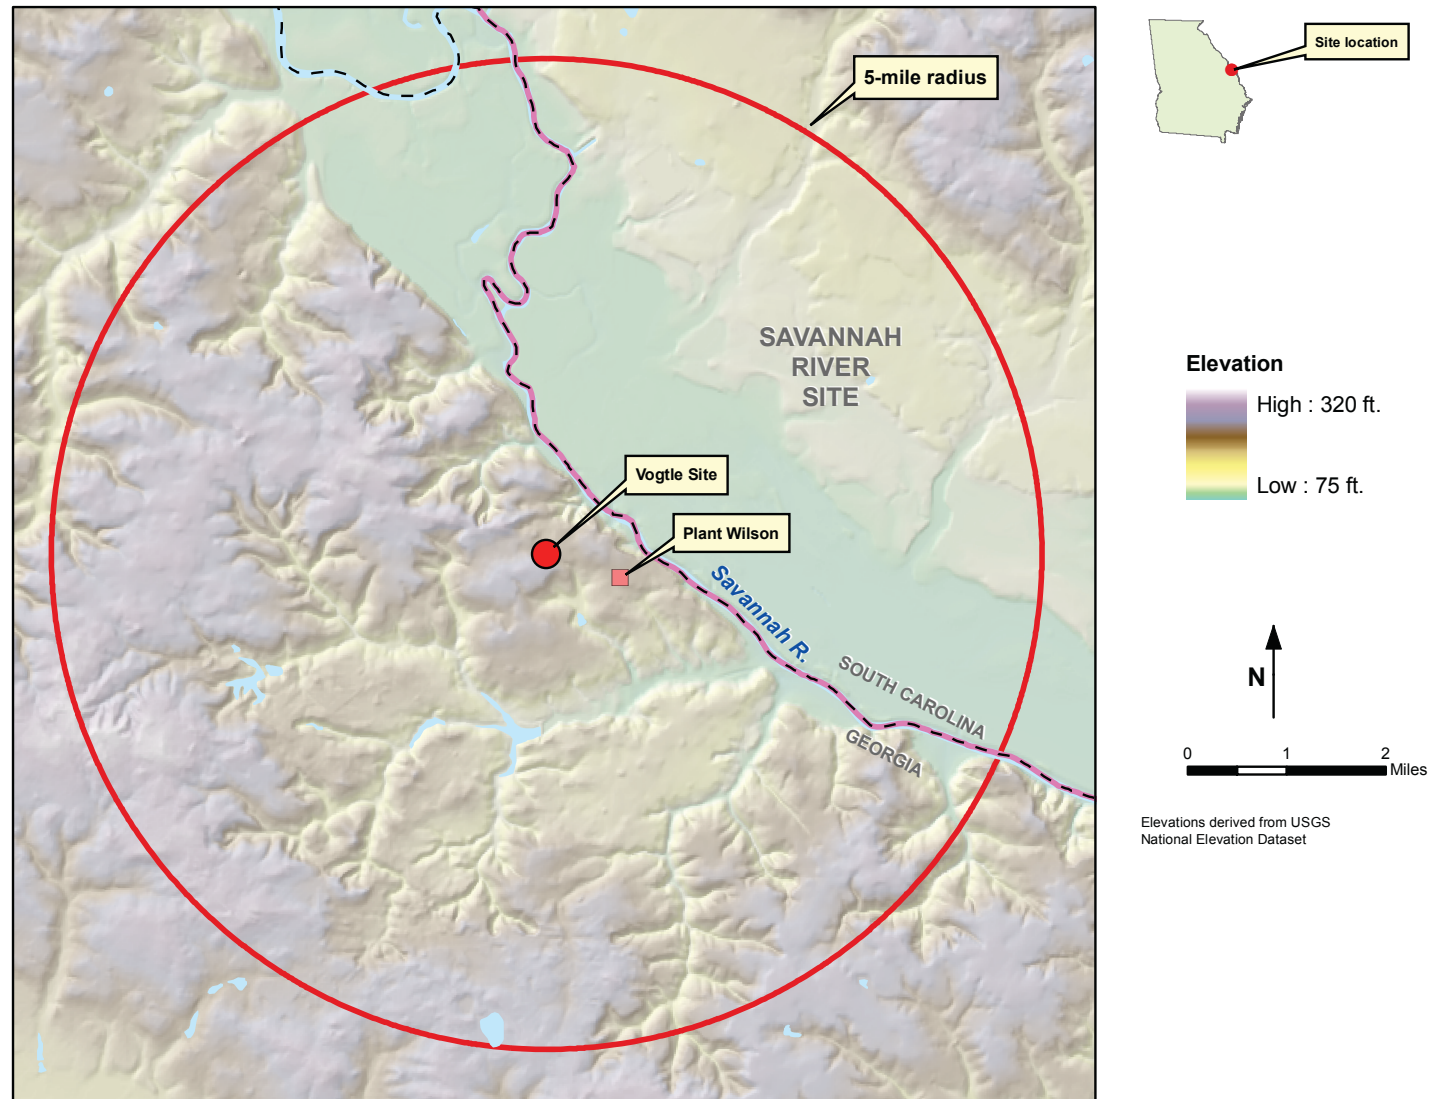 5-mile radius
Site location
SAVANNAH
RIVER
SITE
Elevation
High : 320 ft.
Low : 75 ft.
Vogtle Site
Plant Wilson
Savannah R.
SOUTH CAROLINA
GEORGIA
N
0 1 2
Miles
Elevations derived from USGS
National Elevation Dataset